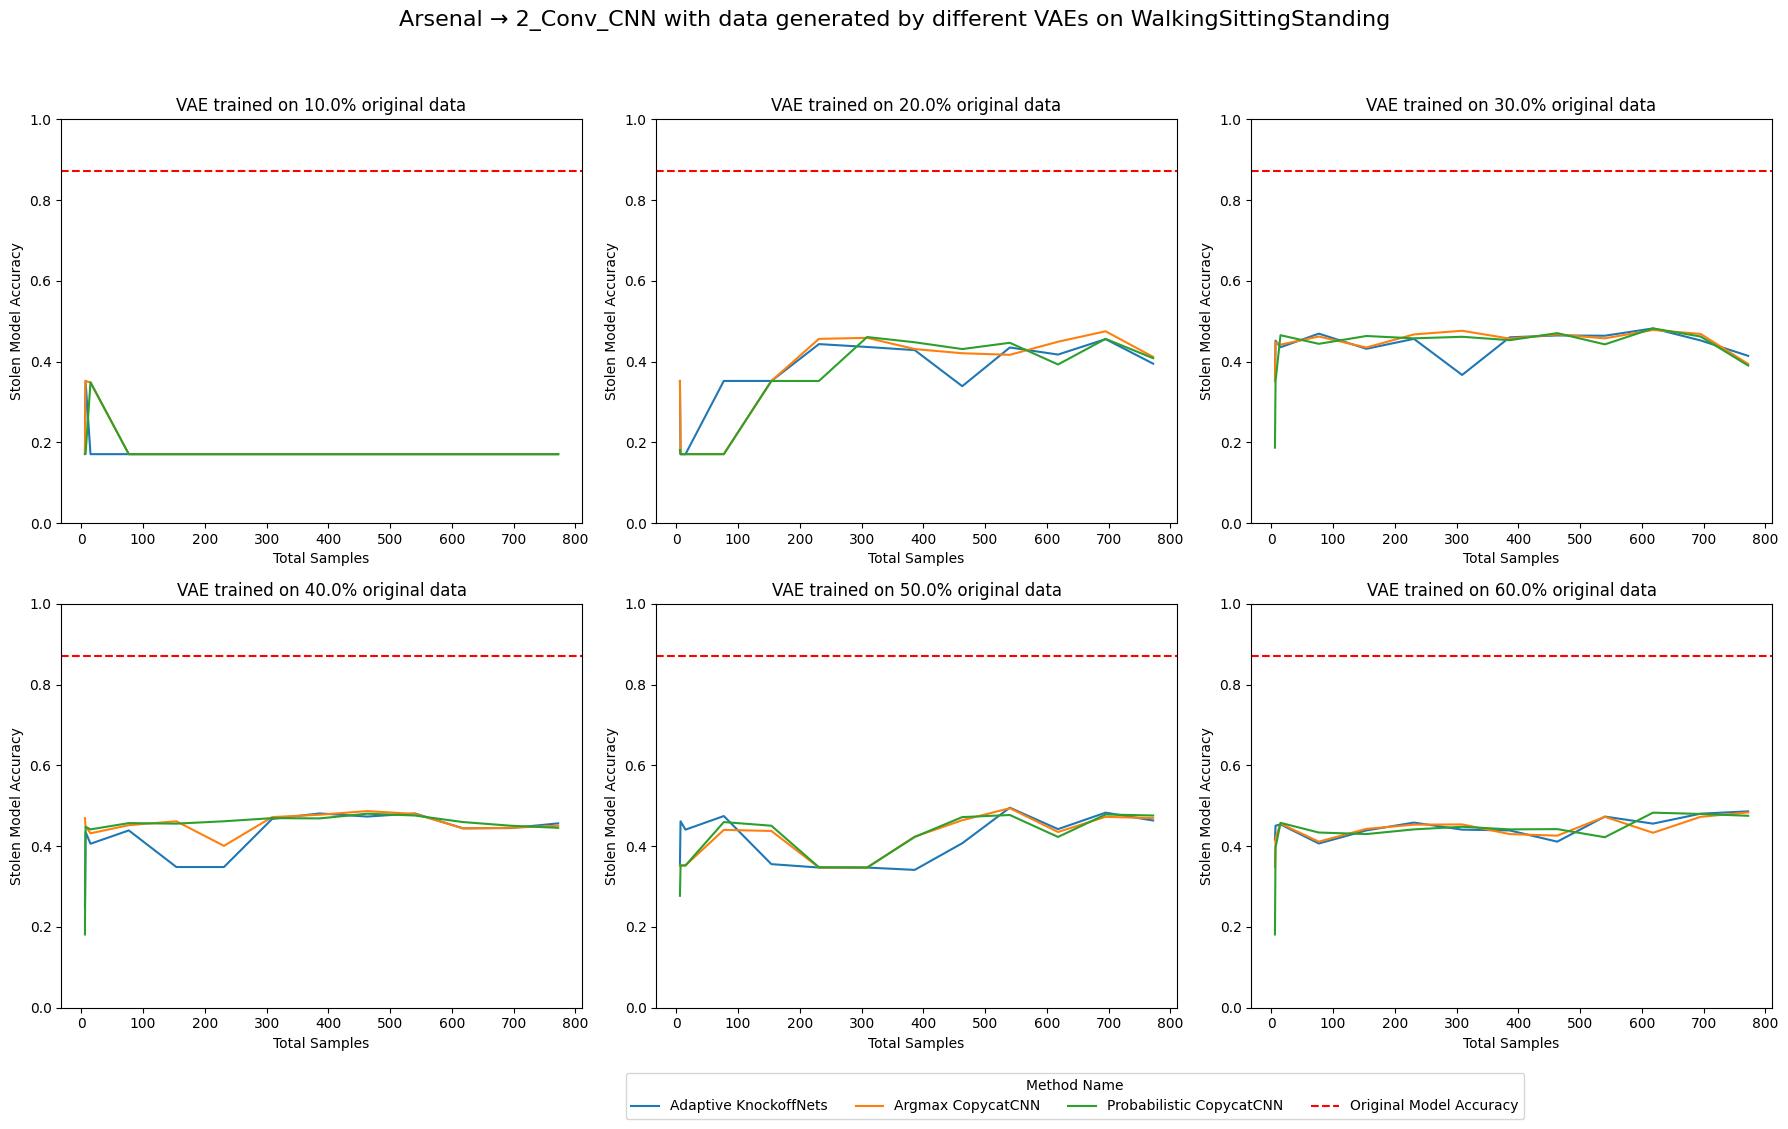 Arsenal → 2_Conv_CNN with data generated by different VAEs on WalkingSittingStanding
VAE trained on 10.0% original data
1.0
0.8
0.6
0.4
0.2
0.0
Stolen Model Accuracy
0 100 200 300 400 500 600 700 800
Total Samples
VAE trained on 20.0% original data
1.0
0.8
0.6
0.4
0.2
0.0
Stolen Model Accuracy
0 100 200 300 400 500 600 700 800
Total Samples
VAE trained on 30.0% original data
1.0
0.8
0.6
0.4
0.2
0.0
Stolen Model Accuracy
0 100 200 300 400 500 600 700 800
Total Samples
VAE trained on 40.0% original data
1.0
0.8
0.6
0.4
0.2
0.0
Stolen Model Accuracy
0 100 200 300 400 500 600 700 800
Total Samples
VAE trained on 50.0% original data
1.0
0.8
0.6
0.4
0.2
0.0
Stolen Model Accuracy
0 100 200 300 400 500 600 700 800
Total Samples
VAE trained on 60.0% original data
1.0
0.8
0.6
0.4
0.2
0.0
Stolen Model Accuracy
0 100 200 300 400 500 600 700 800
Total Samples
Method Name
Adaptive KnockoffNets Argmax CopycatCNN Probabilistic CopycatCNN Original Model Accuracy